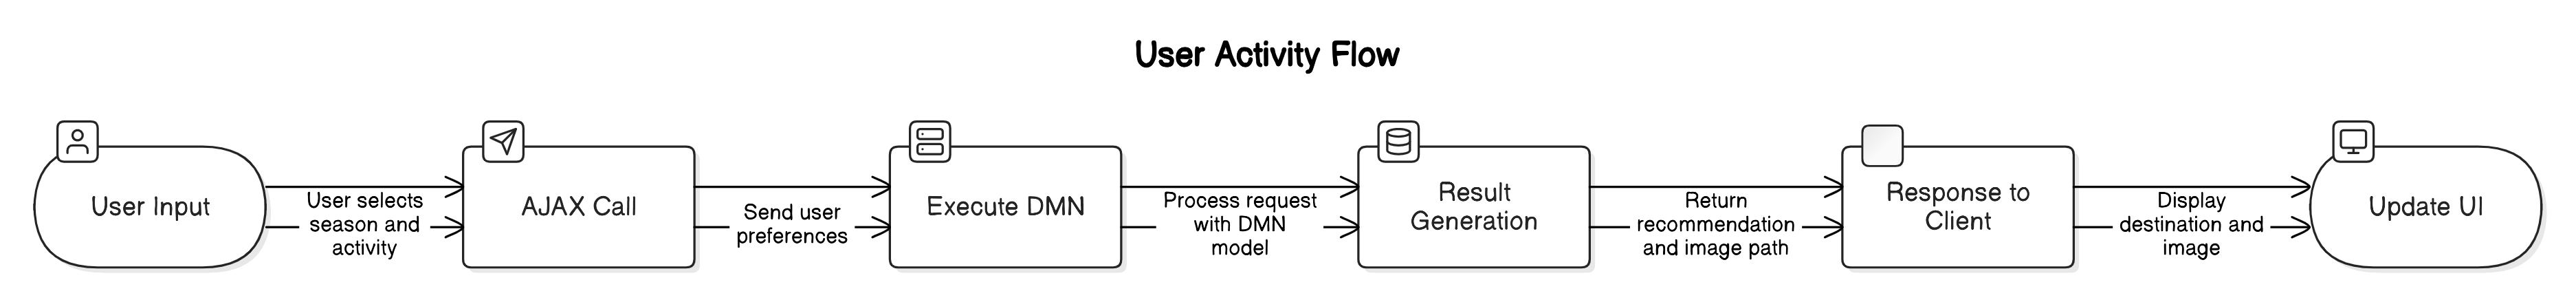 User Activity Flow
User Input
User selects
season and
activity
AJAX Call
Send user
preferences
Execute DMN
Process request
with DMN
model
Result
Generation
Return
recommendation
and image path
Response to
Client
Display
destination and
image
Update UI